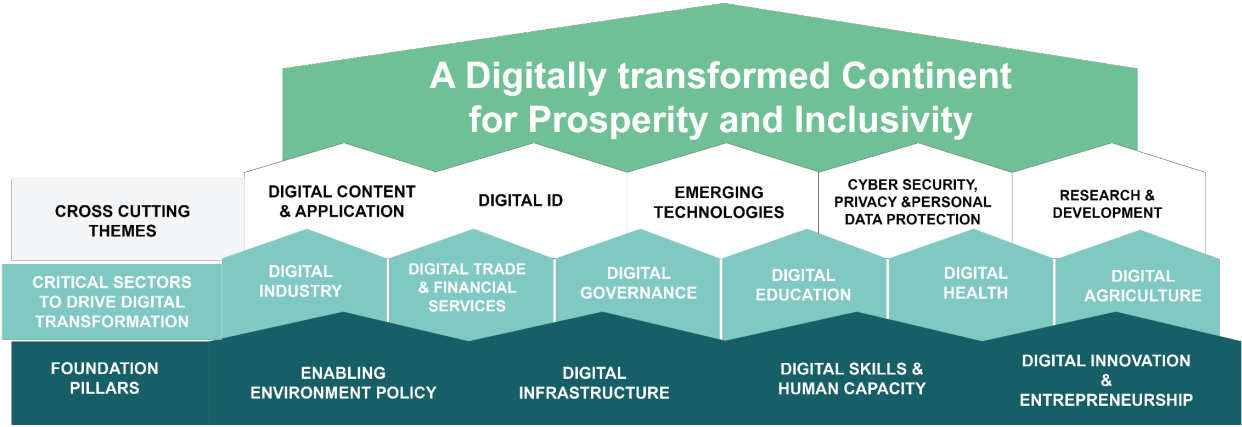 A Digitally transformed Continent
for Prosperity and Inclusivity
CROSS CUTTING
THEMES
DIGITAL CONTENT
& APPLICATION
DIGITAL ID
EMERGING
TECHNOLOGIES
CYBER SECURITY,
PRIVACY &PERSONAL
DATA PROTECTION
RESEARCH &
DEVELOPMENT
CRITICAL SECTORS
TO DRIVE DIGITAL
TRANSFORMATION
DIGITAL
INDUSTRY
DIGITAL TRADE
& FINANCIAL
SERVICES
DIGITAL
GOVERNANCE
DIGITAL
EDUCATION
DIGITAL
HEALTH
DIGITAL
AGRICULTURE
FOUNDATION
PILLARS
ENABLING
ENVIRONMENT POLICY
DIGITAL
INFRASTRUCTURE
DIGITAL SKILLS &
HUMAN CAPACITY
DIGITAL INNOVATION
&
ENTREPRENEURSHIP